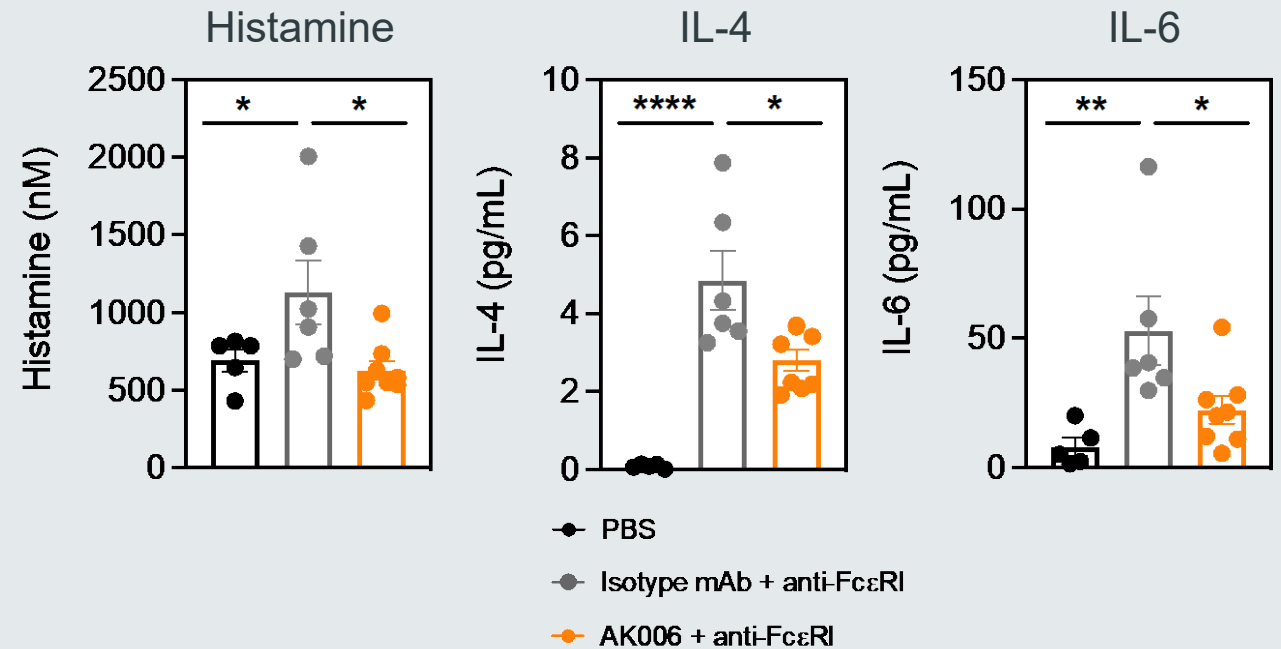 Histamine
IL-4
IL-6
Histamine (nM)
2500
2000
1500
1000
500
0
*
*
IL-4 (pg/mL)
10
8
6
4
2
0
****
*
IL-6 (pg/mL)
150
100
50
0
**
*
PBS
Isotype mAb + anti-FcεRI
AK006 + anti-FcεRI